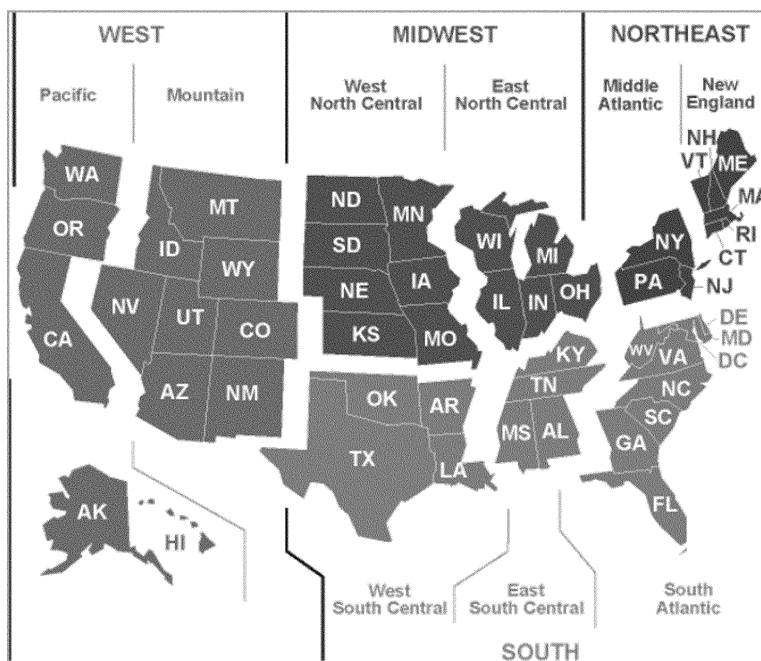 WEST
MIDWEST
NORTHEAST
Pacific
Mountain
West
North Central
East
North Central
Middle
Atlantic
New
England
NH
VT
ME
MA
RI
CT
NJ
NY
PA
WA
OR
CA
MT
ID
WY
NV
UT
CO
AZ
NM
ND
SD
NE
KS
MN
IA
MO
WI
IL
MI
IN
OH
DE
MD
DC
WV
VA
NC
SC
GA
FL
KY
TN
MS
AL
OK
AR
TX
LA
AK
HI
West
South Central
East
South Central
South
Atlantic
SOUTH